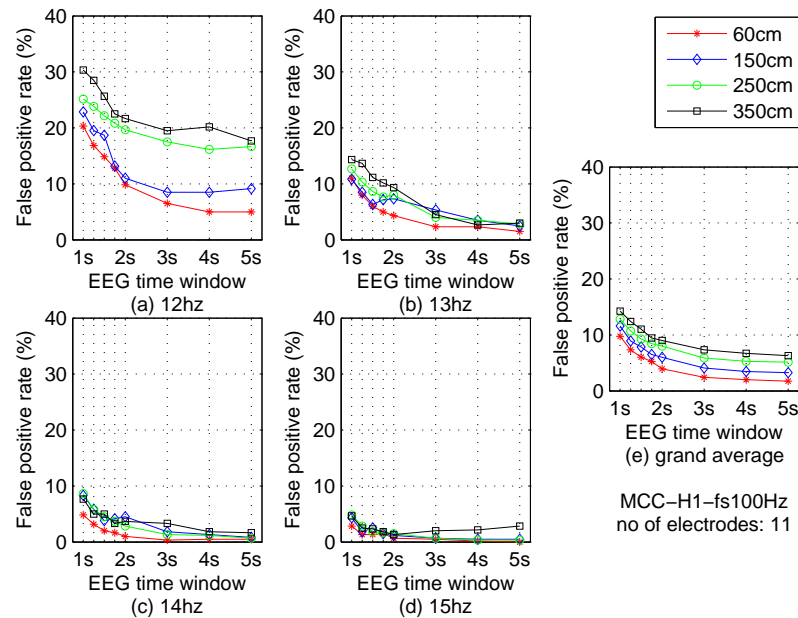 40
30
20
10
0
False positive rate (%)
1s 2s 3s 4s 5s
EEG time window
(a) 12hz
40
30
20
10
0
False positive rate (%)
1s 2s 3s 4s 5s
EEG time window
(b) 13hz
60cm
150cm
250cm
350cm
40
30
20
10
0
False positive rate (%)
1s 2s 3s 4s 5s
EEG time window
(e) grand average
40
30
20
10
0
False positive rate (%)
1s 2s 3s 4s 5s
EEG time window
(c) 14hz
40
30
20
10
0
False positive rate (%)
1s 2s 3s 4s 5s
EEG time window
(d) 15hz
MCC−H1−fs100Hz
no of electrodes: 11